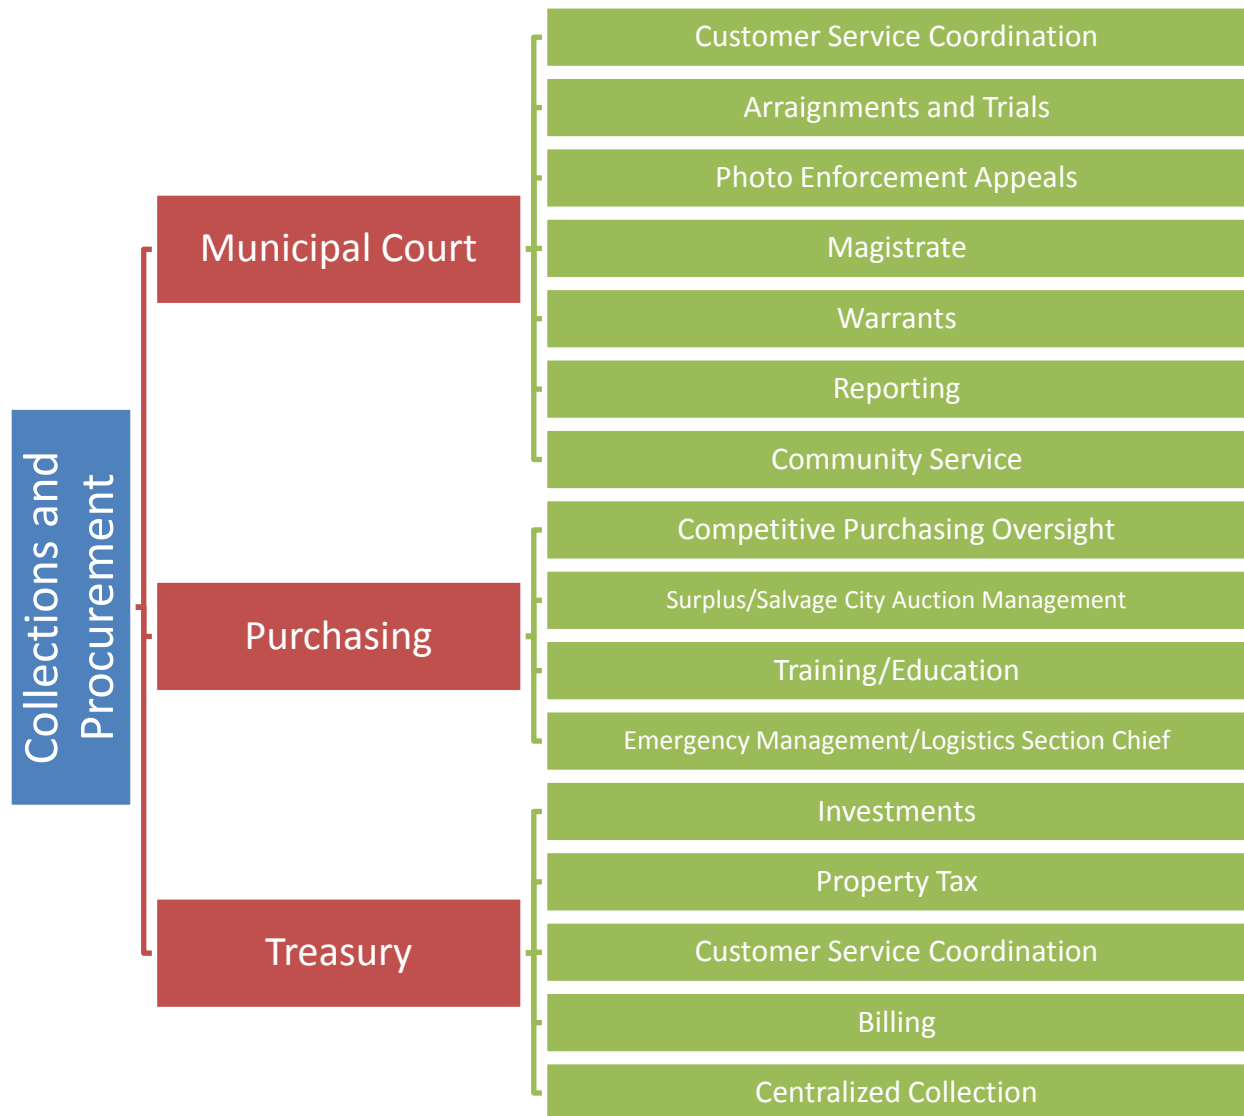 Collections and
Procurement
Municipal Court
Customer Service Coordination
Arraignments and Trials
Photo Enforcement Appeals
Magistrate
Warrants
Reporting
Community Service
Purchasing
Competitive Purchasing Oversight
Surplus/Salvage City Auction Management
Training/Education
Emergency Management/Logistics Section Chief
Treasury
Investments
Property Tax
Customer Service Coordination
Billing
Centralized Collection